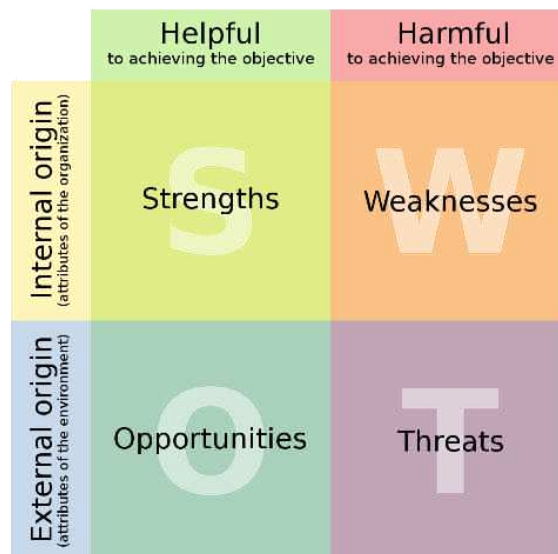 Helpful
to achieving the objective
Harmful
to achieving the objective
Internal origin
(attributes of the organization)
S
Strengths
W
Weaknesses
External origin
(attributes of the environment)
O
Opportunities
T
Threats